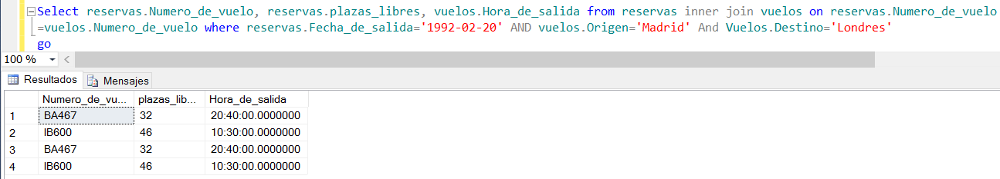 Select reservas.Numero_de_vuelo, reservas.plazas_libres, vuelos.Hora_de_salida from reservas inner join vuelos on reservas.Numero_de_vuelo
=vuelos.Numero_de_vuelo where reservas.Fecha_de_salida='1992-02-20' AND vuelos.Origen='Madrid' And Vuelos.Destino='Londres'
go
100 %
Resultados Mensajes
Numero_de_vu... plazas_lib... Hora_de_salida
1 BA467 32 20:40:00.0000000
2 IB600 46 10:30:00.0000000
3 BA467 32 20:40:00.0000000
4 IB600 46 10:30:00.0000000